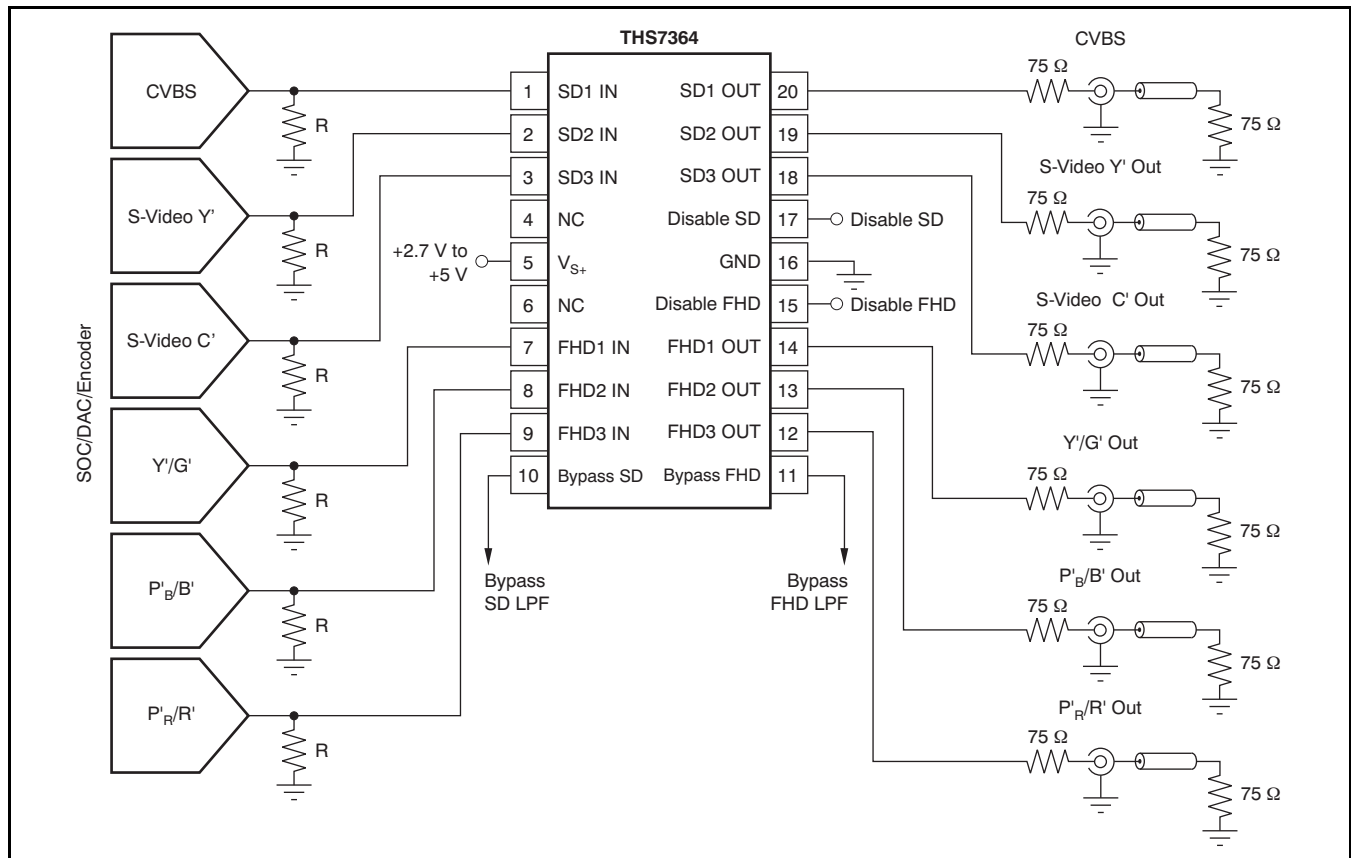 THS7364
CVBS
SOC/DAC/Encoder
CVBS
R
S-Video Y'
R
S-Video C'
R
Y'/G'
R
P'B/B'
R
P'R/R'
R
+2.7 V to
+5 V
1 SD1 IN SD1 OUT 20
2 SD2 IN SD2 OUT 19
3 SD3 IN SD3 OUT 18
4 NC Disable SD 17 Disable SD
5 VS+ GND 16
6 NC Disable FHD 15 Disable FHD
7 FHD1 IN FHD1 OUT 14
8 FHD2 IN FHD2 OUT 13
9 FHD3 IN FHD3 OUT 12
10 Bypass SD Bypass FHD 11
Bypass
SD LPF
Bypass
FHD LPF
75 Ω
75 Ω
S-Video Y' Out
75 Ω
75 Ω
S-Video C' Out
75 Ω
75 Ω
Y'/G' Out
75 Ω
75 Ω
P'B/B' Out
75 Ω
75 Ω
P'R/R' Out
75 Ω
75 Ω